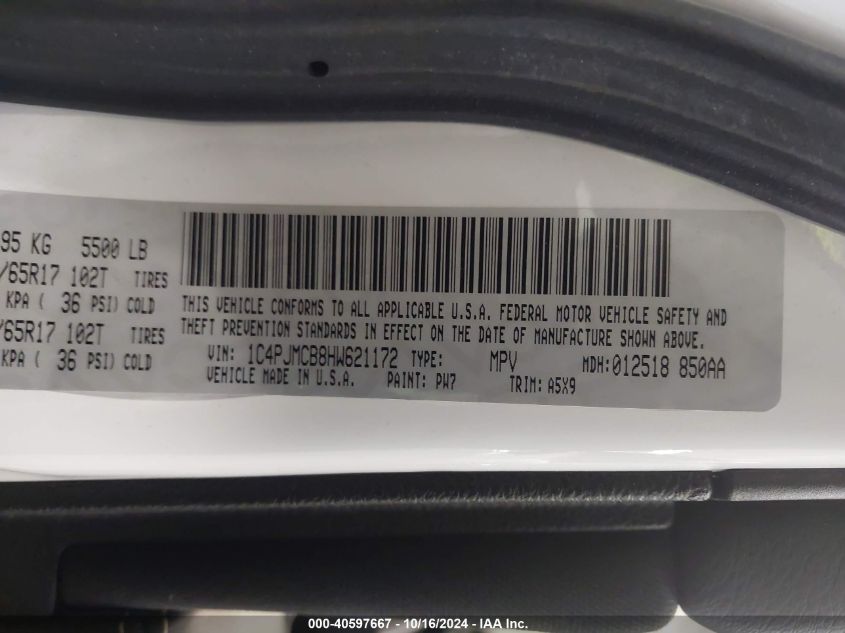 95 KG 5500 LB
/65R17 102T TIRES
KPA ( 36 PSI) COLD
/65R17 102T TIRES
KPA ( 36 PSI) COLD
THIS VEHICLE CONFORMS TO ALL APPLICABLE U.S.A. FEDERAL MOTOR VEHICLE SAFETY AND
THEFT PREVENTION STANDARDS IN EFFECT ON THE DATE OF MANUFACTURE SHOWN ABOVE.
VIN: 1C4PJMCB8HW621172 TYPE: MPV MDH:012518 850AA
VEHICLE MADE IN U.S.A. PAINT: PW7 TRIM: A5X9
000-40597667 - 10/16/2024 - IAA Inc.